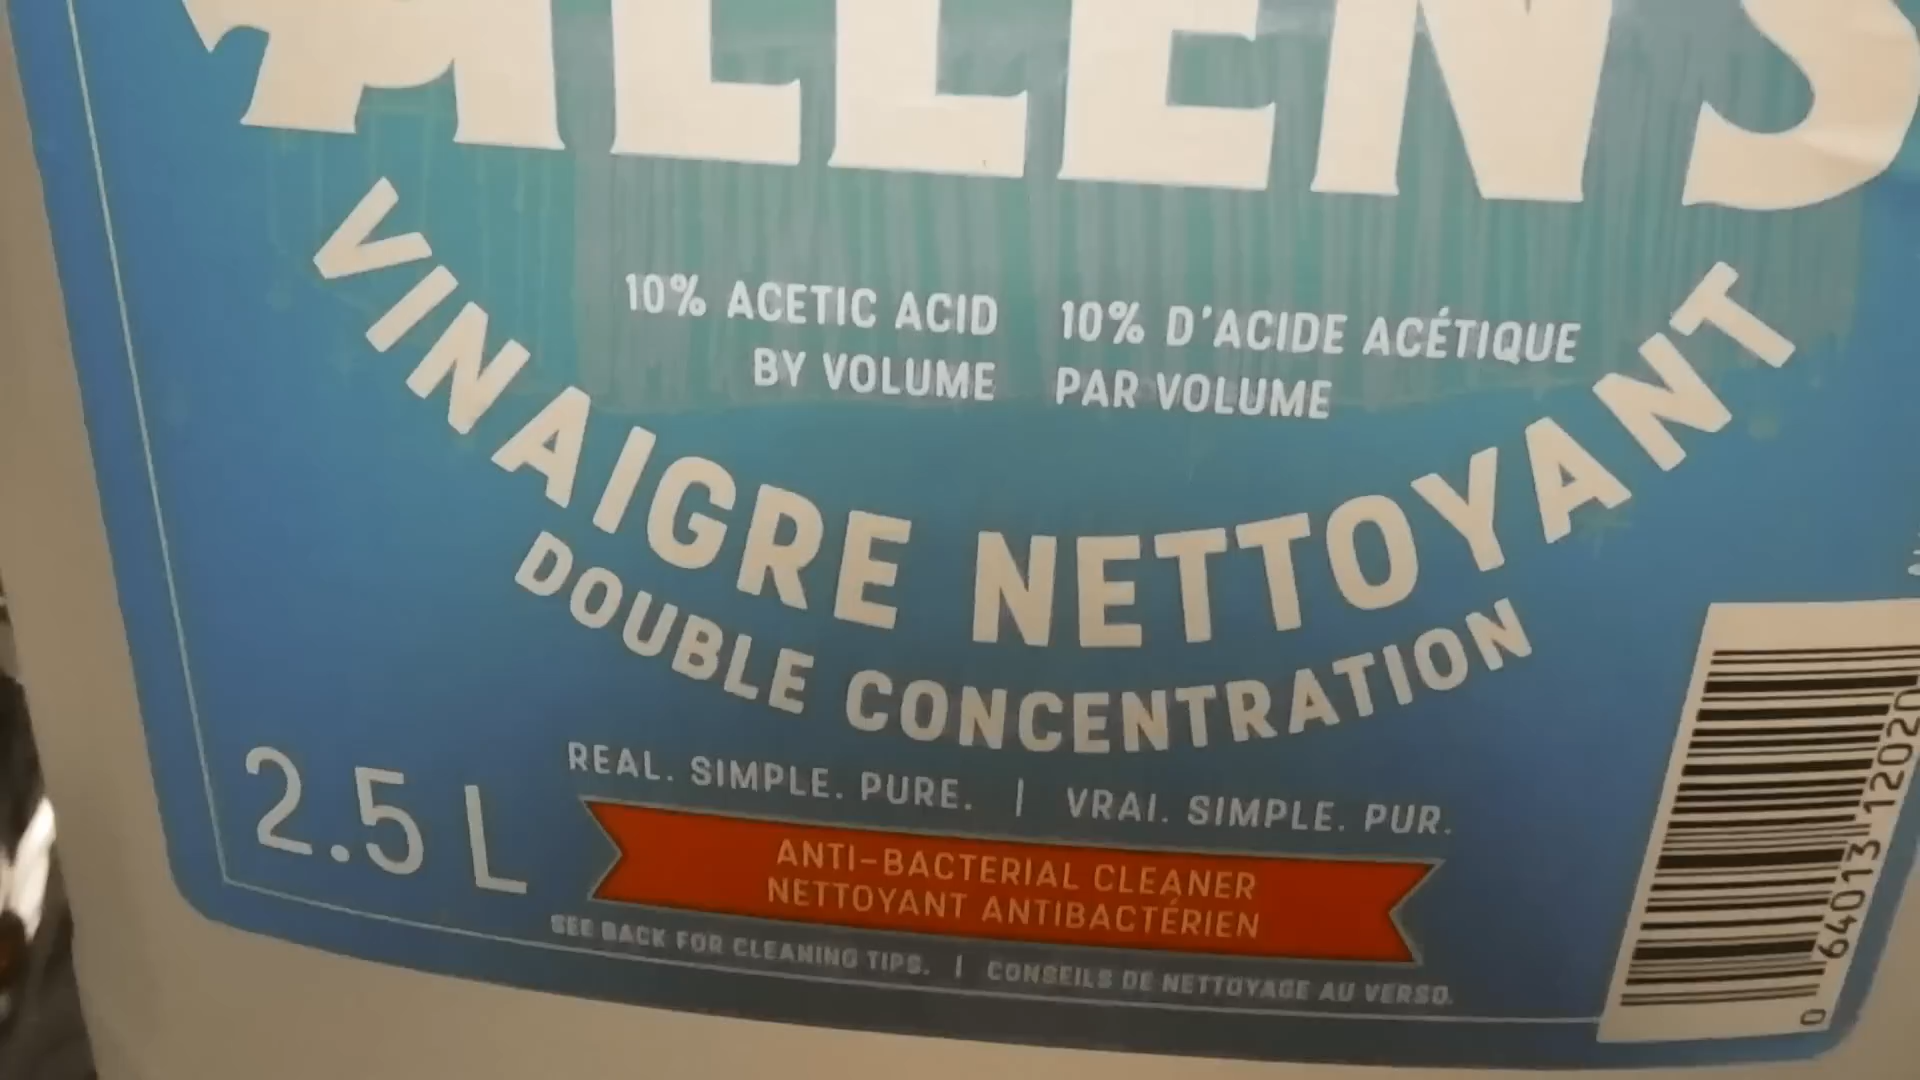 ALLEN'S
10% ACETIC ACID
BY VOLUME
10% D'ACIDE ACÉTIQUE
PAR VOLUME
VINAIGRE NETTOYANT
DOUBLE CONCENTRATION
2.5 L
REAL. SIMPLE. PURE. | VRAI. SIMPLE. PUR.
ANTI-BACTERIAL CLEANER
NETTOYANT ANTIBACTÉRIEN
SEE BACK FOR CLEANING TIPS. | CONSEILS DE NETTOYAGE AU VERSO.
0 64013 12020